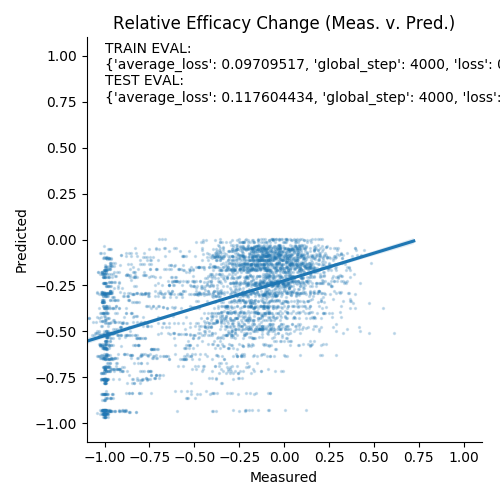 Relative Efficacy Change (Meas. v. Pred.)
TRAIN EVAL:
{'average_loss': 0.09709517, 'global_step': 4000, 'loss':
TEST EVAL:
{'average_loss': 0.117604434, 'global_step': 4000, 'loss':
1.00
0.75
0.50
0.25
0.00
−0.25
−0.50
−0.75
−1.00
Predicted
−1.00 −0.75 −0.50 −0.25 0.00 0.25 0.50 0.75 1.00
Measured